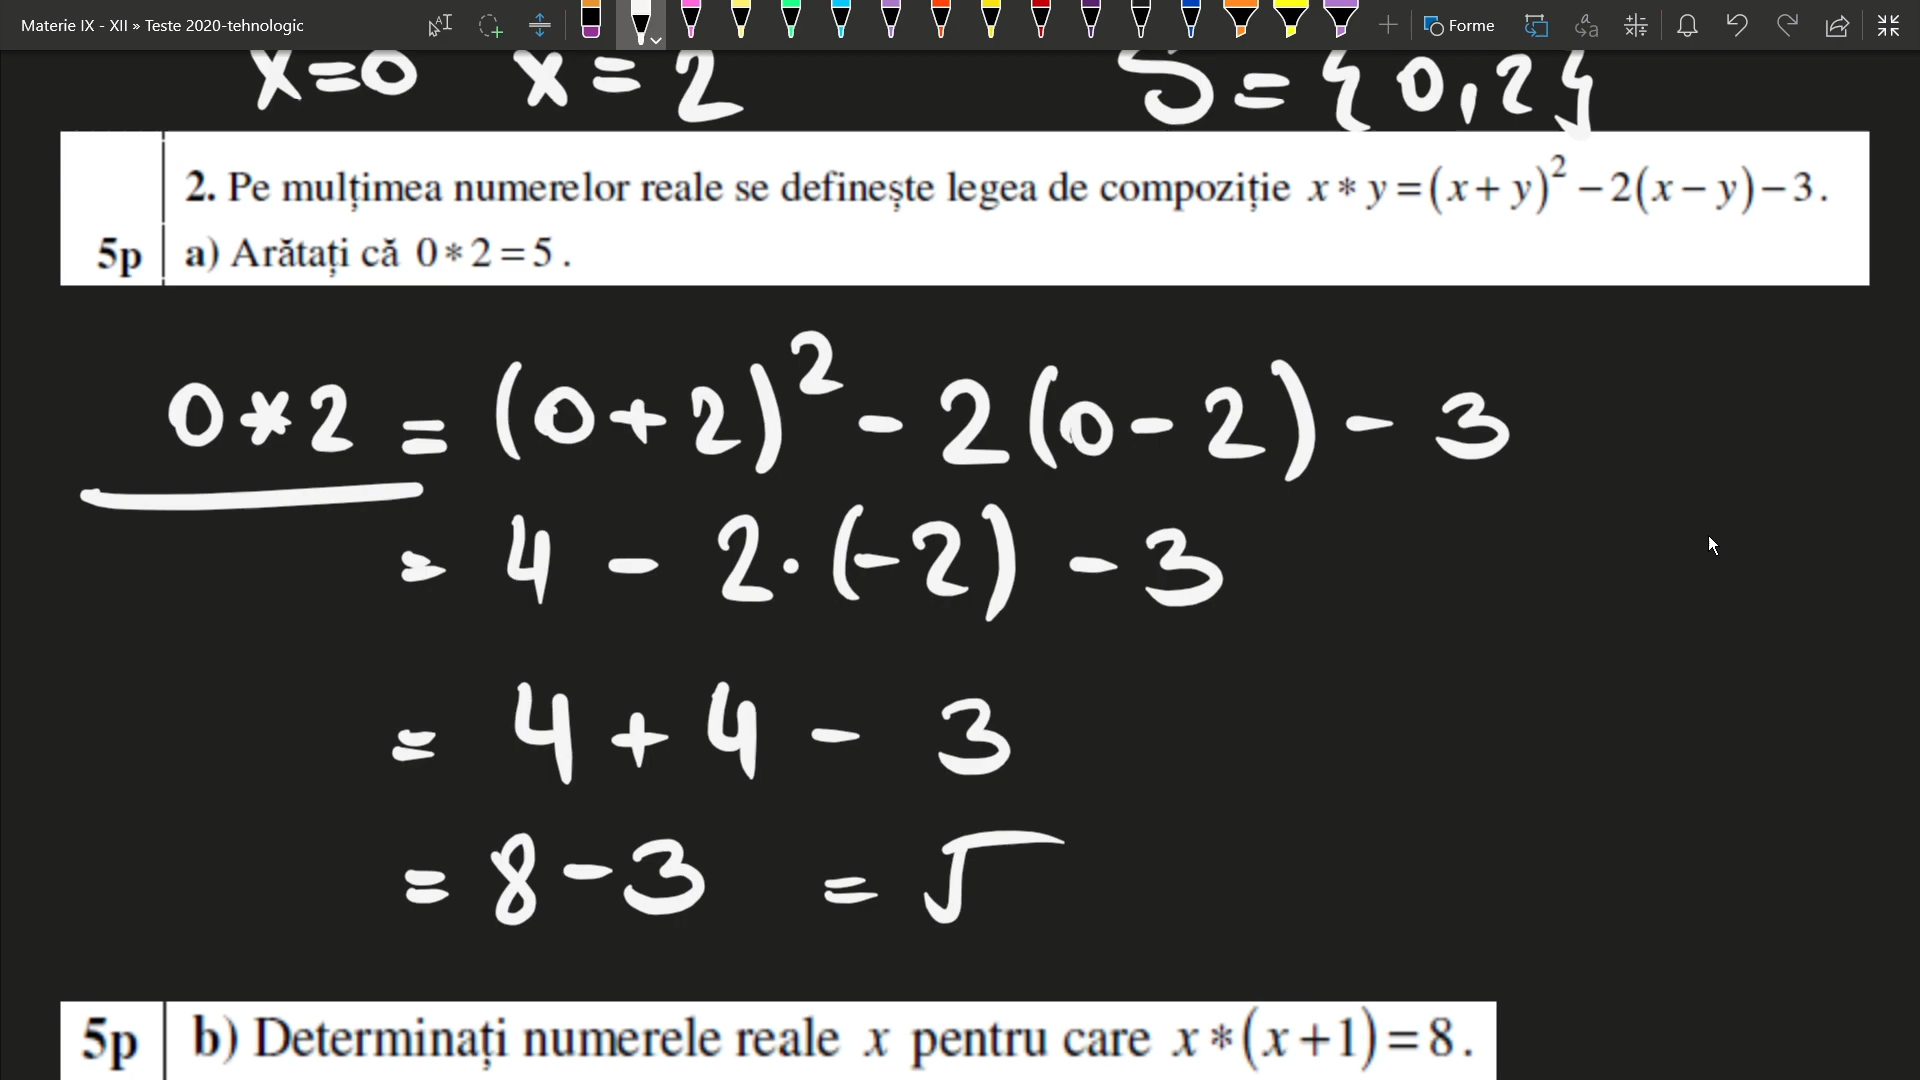 Materie IX - XII » Teste 2020-tehnologic
Forme
x=0 x=2 S={0,2}
2. Pe mulțimea numerelor reale se definește legea de compoziție x∗y=(x+y)²−2(x−y)−3.
5p a) Arătați că 0∗2=5.
0*2 = (0+2)² - 2(0-2) - 3
= 4 - 2·(-2) - 3
= 4 + 4 - 3
= 8-3 = 5
5p b) Determinați numerele reale x pentru care x∗(x+1)=8.